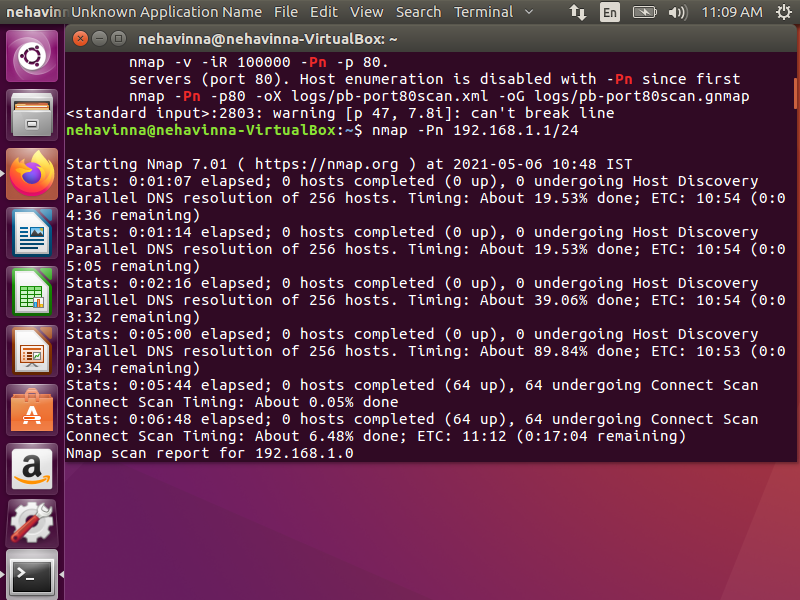 nehavinn Unknown Application Name File Edit View Search Terminal En 11:09 AM
nehavinna@nehavinna-VirtualBox: ~
nmap -v -iR 100000 -Pn -p 80.
servers (port 80). Host enumeration is disabled with -Pn since first
nmap -Pn -p80 -oX logs/pb-port80scan.xml -oG logs/pb-port80scan.gnmap
<standard input>:2803: warning [p 47, 7.8i]: can't break line
nehavinna@nehavinna-VirtualBox:~$ nmap -Pn 192.168.1.1/24
Starting Nmap 7.01 ( https://nmap.org ) at 2021-05-06 10:48 IST
Stats: 0:01:07 elapsed; 0 hosts completed (0 up), 0 undergoing Host Discovery
Parallel DNS resolution of 256 hosts. Timing: About 19.53% done; ETC: 10:54 (0:0
4:36 remaining)
Stats: 0:01:14 elapsed; 0 hosts completed (0 up), 0 undergoing Host Discovery
Parallel DNS resolution of 256 hosts. Timing: About 19.53% done; ETC: 10:54 (0:0
5:05 remaining)
Stats: 0:02:16 elapsed; 0 hosts completed (0 up), 0 undergoing Host Discovery
Parallel DNS resolution of 256 hosts. Timing: About 39.06% done; ETC: 10:54 (0:0
3:32 remaining)
Stats: 0:05:00 elapsed; 0 hosts completed (0 up), 0 undergoing Host Discovery
Parallel DNS resolution of 256 hosts. Timing: About 89.84% done; ETC: 10:53 (0:0
0:34 remaining)
Stats: 0:05:44 elapsed; 0 hosts completed (64 up), 64 undergoing Connect Scan
Connect Scan Timing: About 0.05% done
Stats: 0:06:48 elapsed; 0 hosts completed (64 up), 64 undergoing Connect Scan
Connect Scan Timing: About 6.48% done; ETC: 11:12 (0:17:04 remaining)
Nmap scan report for 192.168.1.0